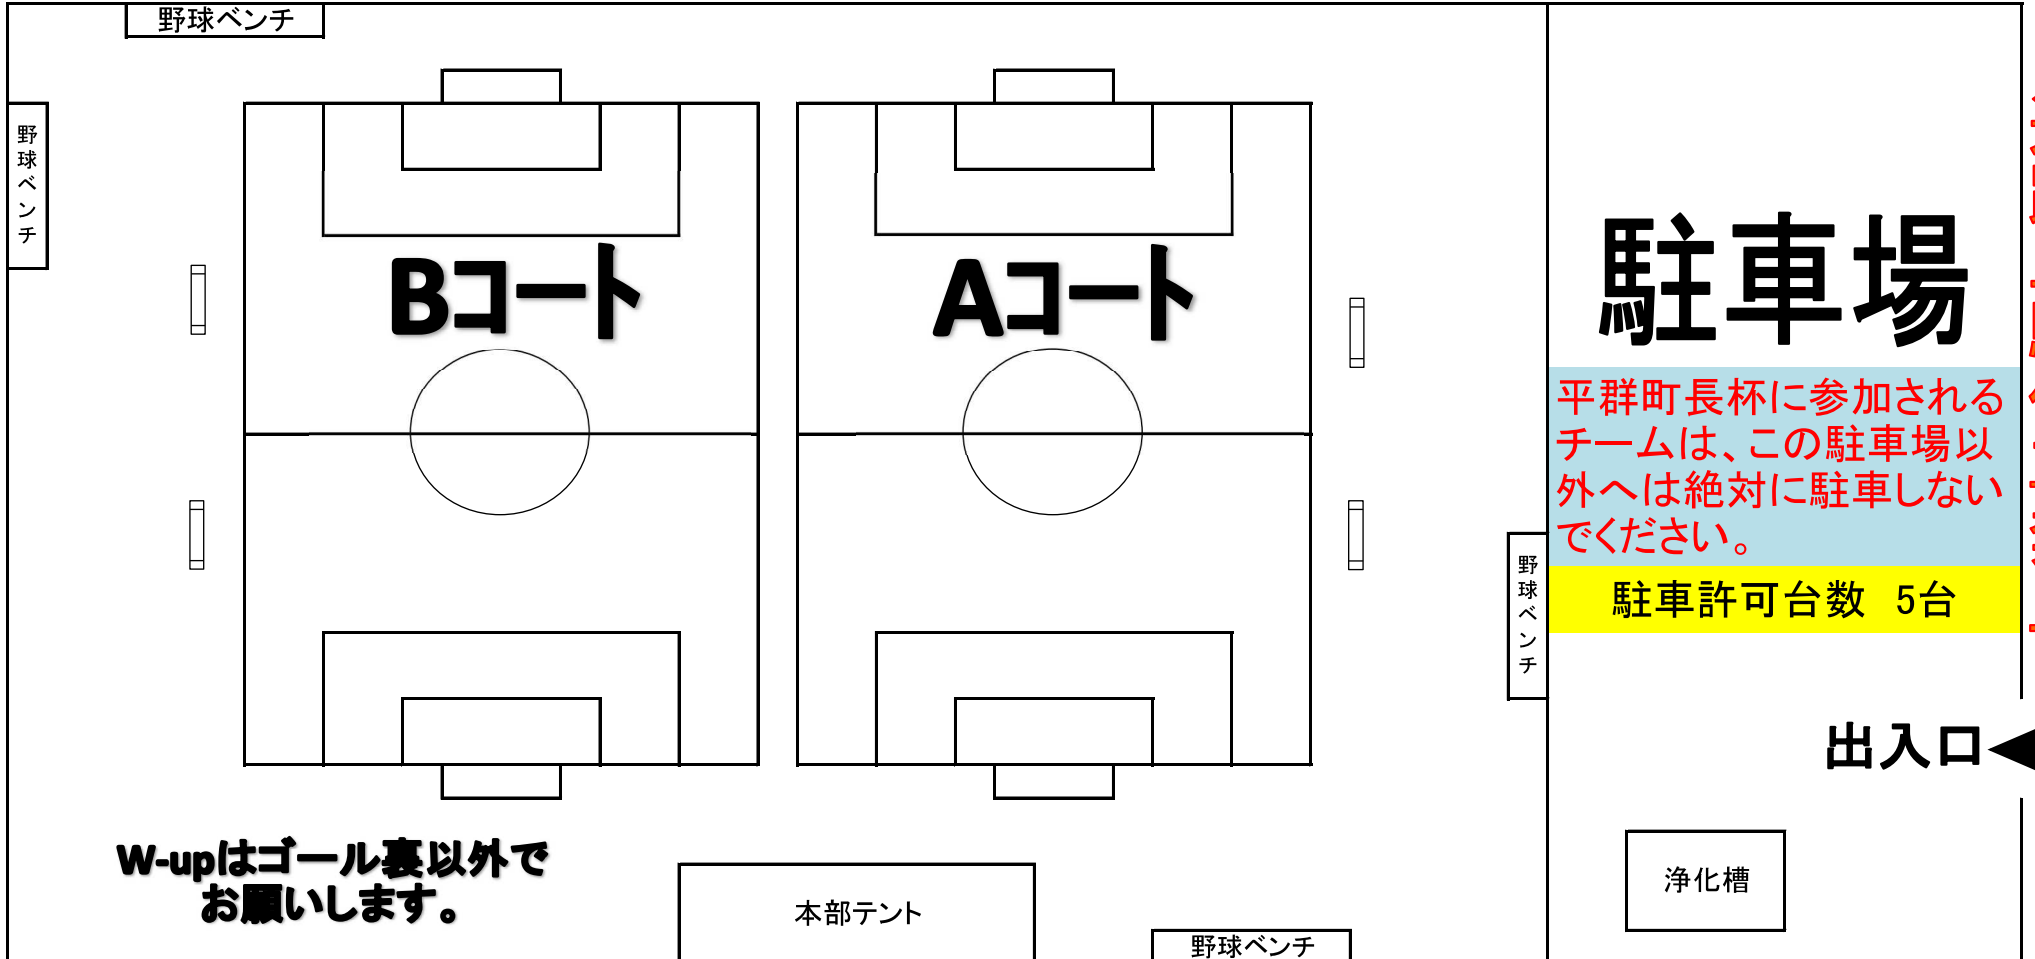 野球ベンチ
野球ベンチ
Bコート
Aコート
駐車場
平群町長杯に参加される
チームは、この駐車場以
外へは絶対に駐車しない
でください。
駐車許可台数　5台
野球ベンチ
出入口
W-upはゴール裏以外で
お願いします。
本部テント
野球ベンチ
浄化槽